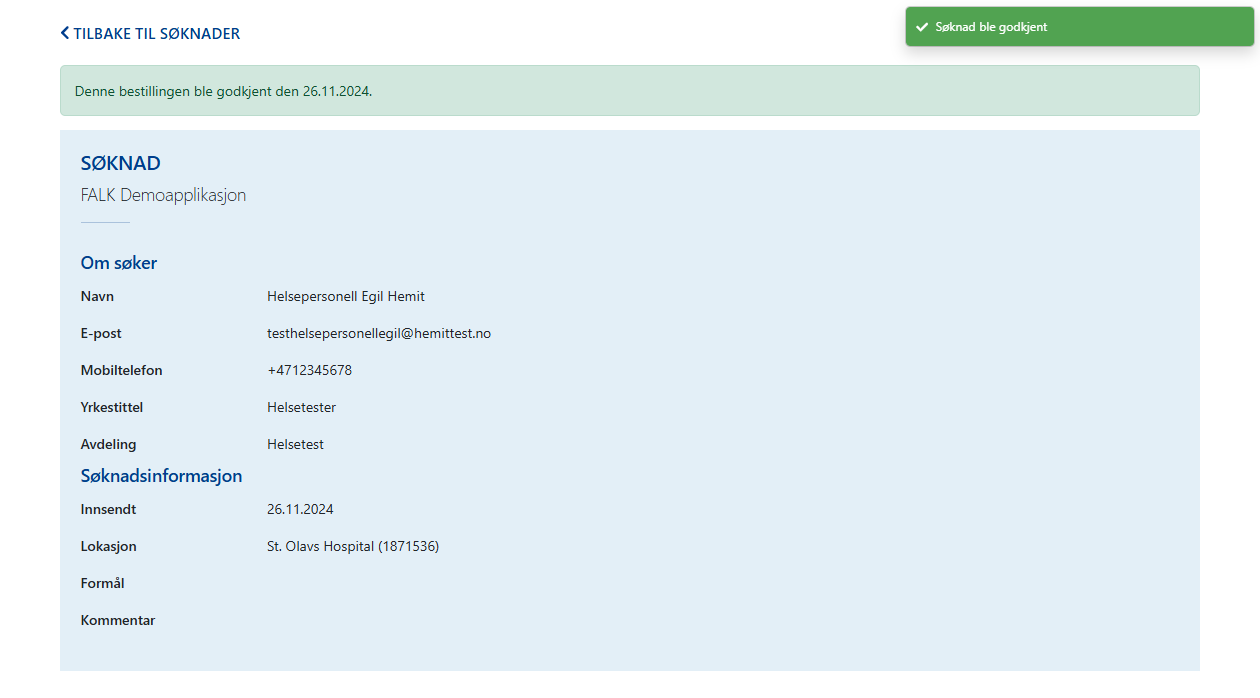 TILBAKE TIL SØKNADER
Søknad ble godkjent
Denne bestillingen ble godkjent den 26.11.2024.
SØKNAD
FALK Demoapplikasjon
Om søker
Navn Helsepersonell Egil Hemit
E-post testhelsepersonellegil@hemittest.no
Mobiltelefon +4712345678
Yrkestittel Helsetester
Avdeling Helsetest
Søknadsinformasjon
Innsendt 26.11.2024
Lokasjon St. Olavs Hospital (1871536)
Formål
Kommentar